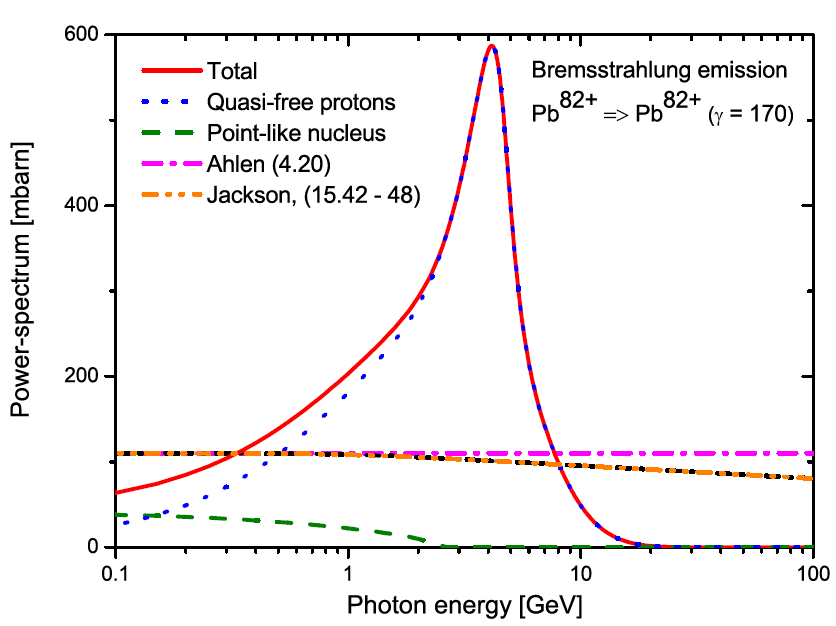 600
400
200
0
0.1
1
10
100
Power-spectrum [mbarn]
Photon energy [GeV]
Total
Quasi-free protons
Point-like nucleus
Ahlen (4.20)
Jackson, (15.42 - 48)
Bremsstrahlung emission
Pb82+ => Pb82+ (γ = 170)